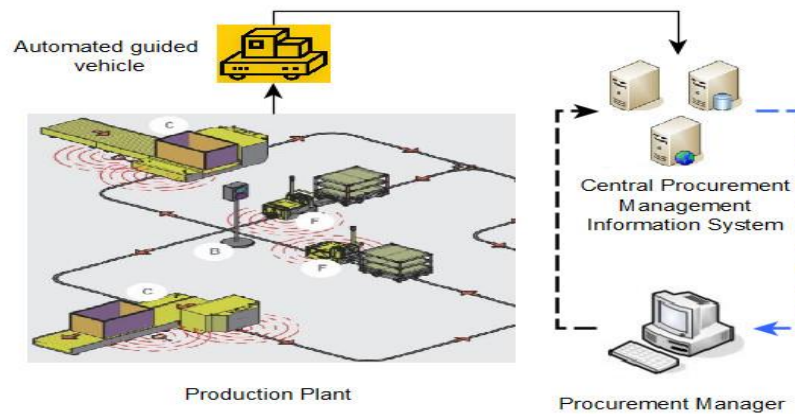 Automated guided
vehicle
C
F
B
F
C
Central Procurement
Management
Information System
Production Plant
Procurement Manager